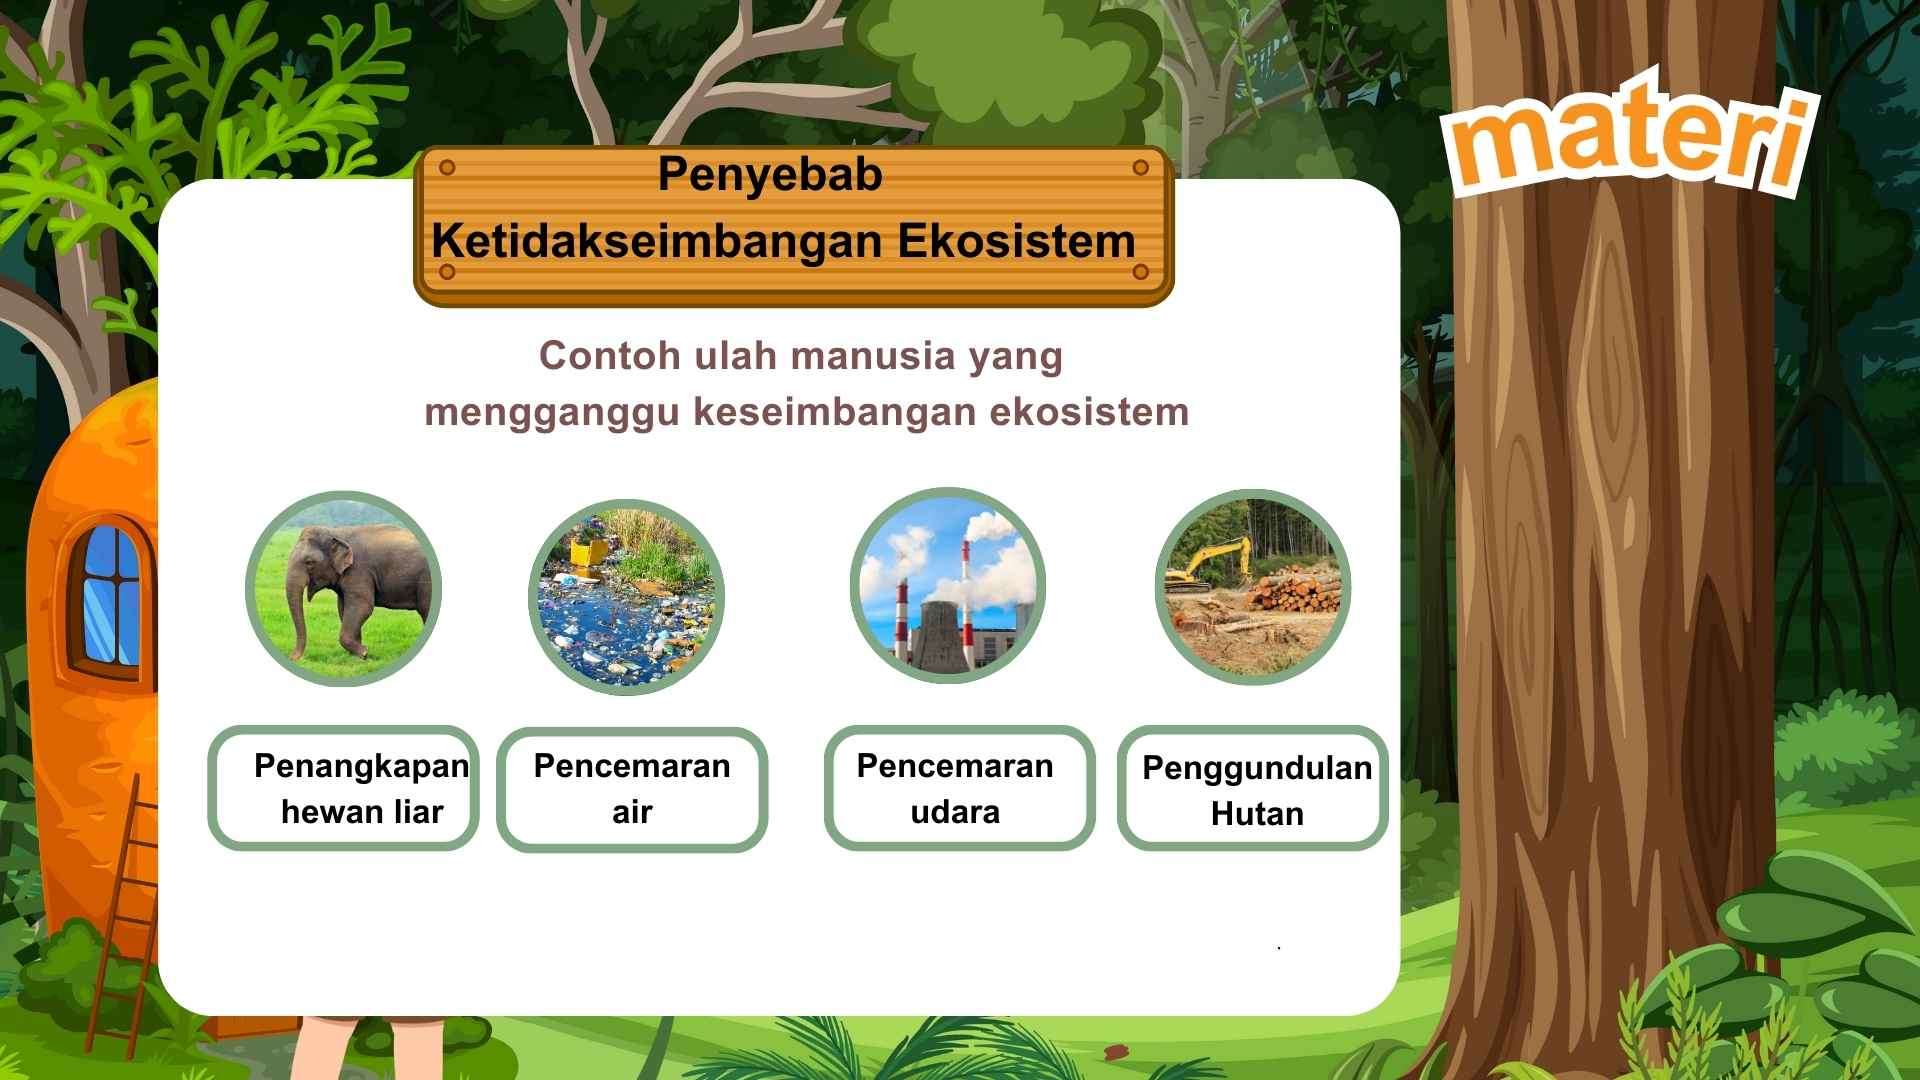 materi
Penyebab
Ketidakseimbangan Ekosistem
Contoh ulah manusia yang
mengganggu keseimbangan ekosistem
Penangkapan
hewan liar
Pencemaran
air
Pencemaran
udara
Penggundulan
Hutan
.